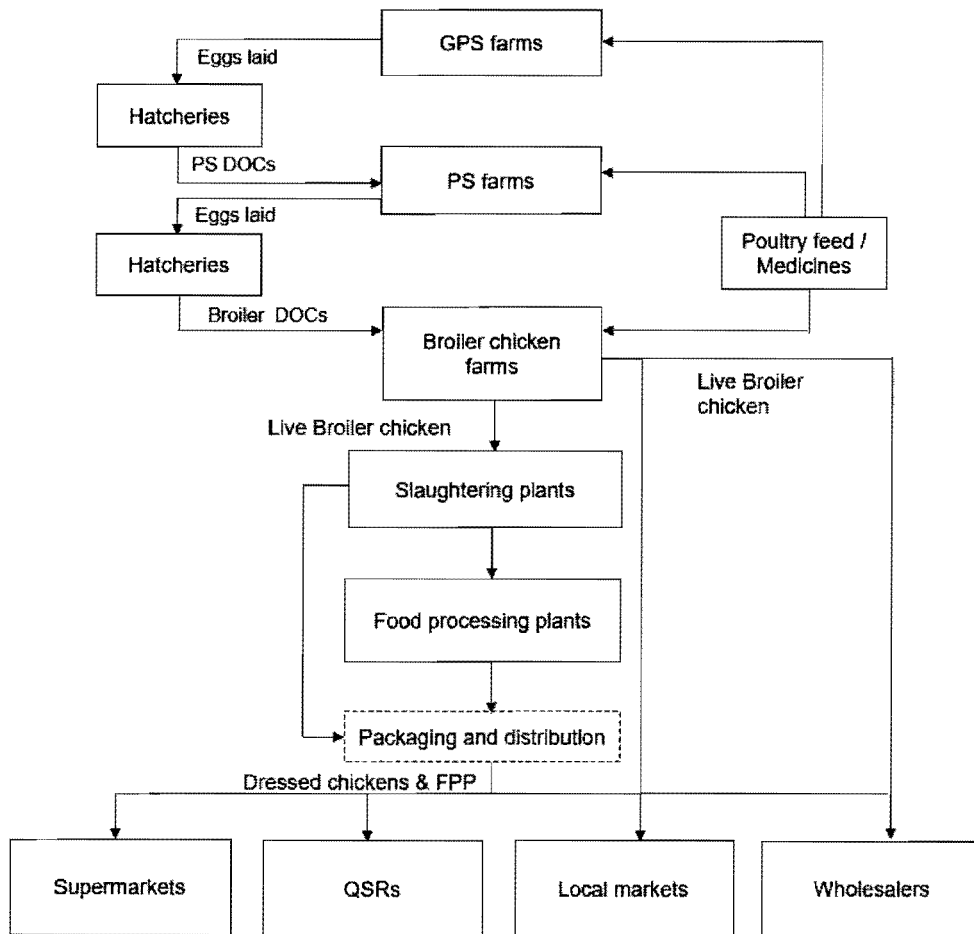 GPS farms
Eggs laid
Hatcheries
PS DOCs
PS farms
Eggs laid
Poultry feed /
Medicines
Hatcheries
Broiler DOCs
Broiler chicken
farms
Live Broiler
chicken
Live Broiler chicken
Slaughtering plants
Food processing plants
Packaging and distribution
Dressed chickens & FPP
Supermarkets
QSRs
Local markets
Wholesalers